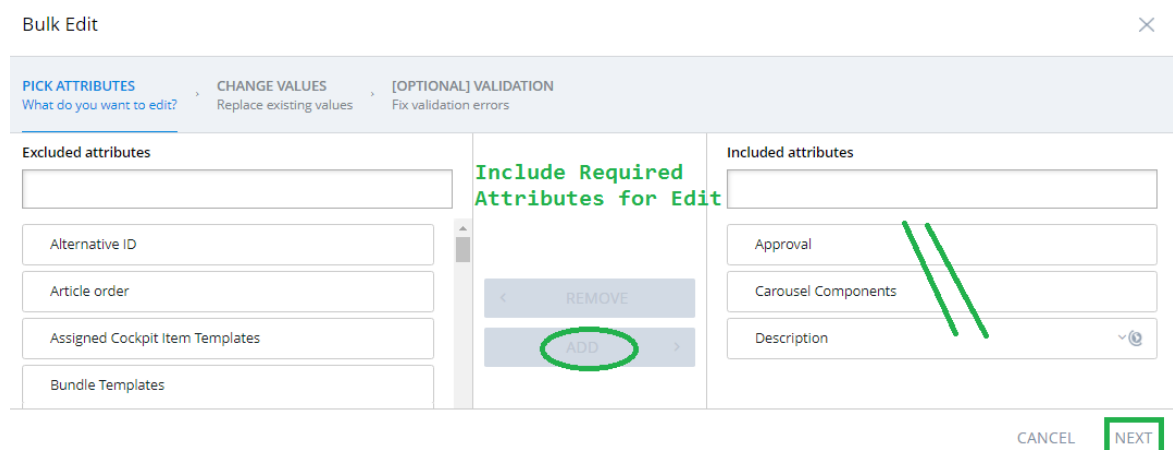 Bulk Edit
PICK ATTRIBUTES
What do you want to edit?
CHANGE VALUES
Replace existing values
[OPTIONAL] VALIDATION
Fix validation errors
Excluded attributes
Alternative ID
Article order
Assigned Cockpit Item Templates
Bundle Templates
Include Required
Attributes for Edit
REMOVE
ADD
Included attributes
Approval
Carousel Components
Description
CANCEL
NEXT